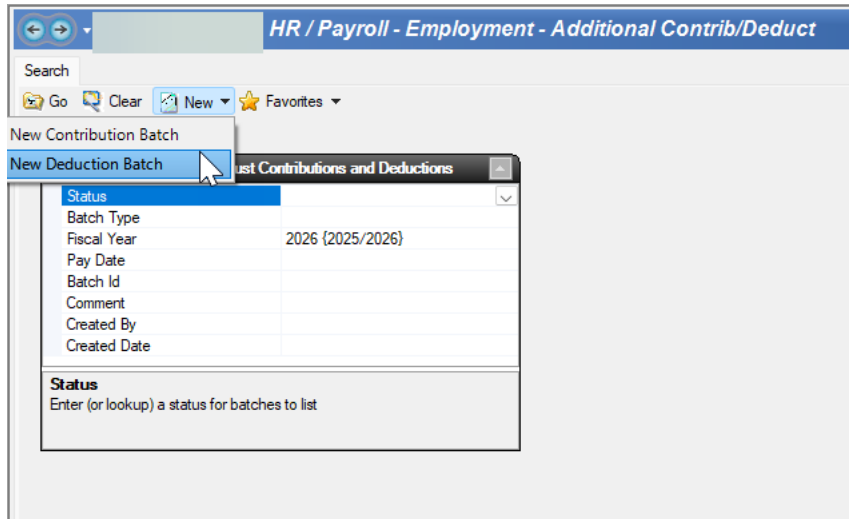 HR / Payroll - Employment - Additional Contrib/Deduct
Search
Go Clear New Favorites
New Contribution Batch
New Deduction Batch
ust Contributions and Deductions
Status
Batch Type
Fiscal Year 2026 {2025/2026}
Pay Date
Batch Id
Comment
Created By
Created Date
Status
Enter (or lookup) a status for batches to list